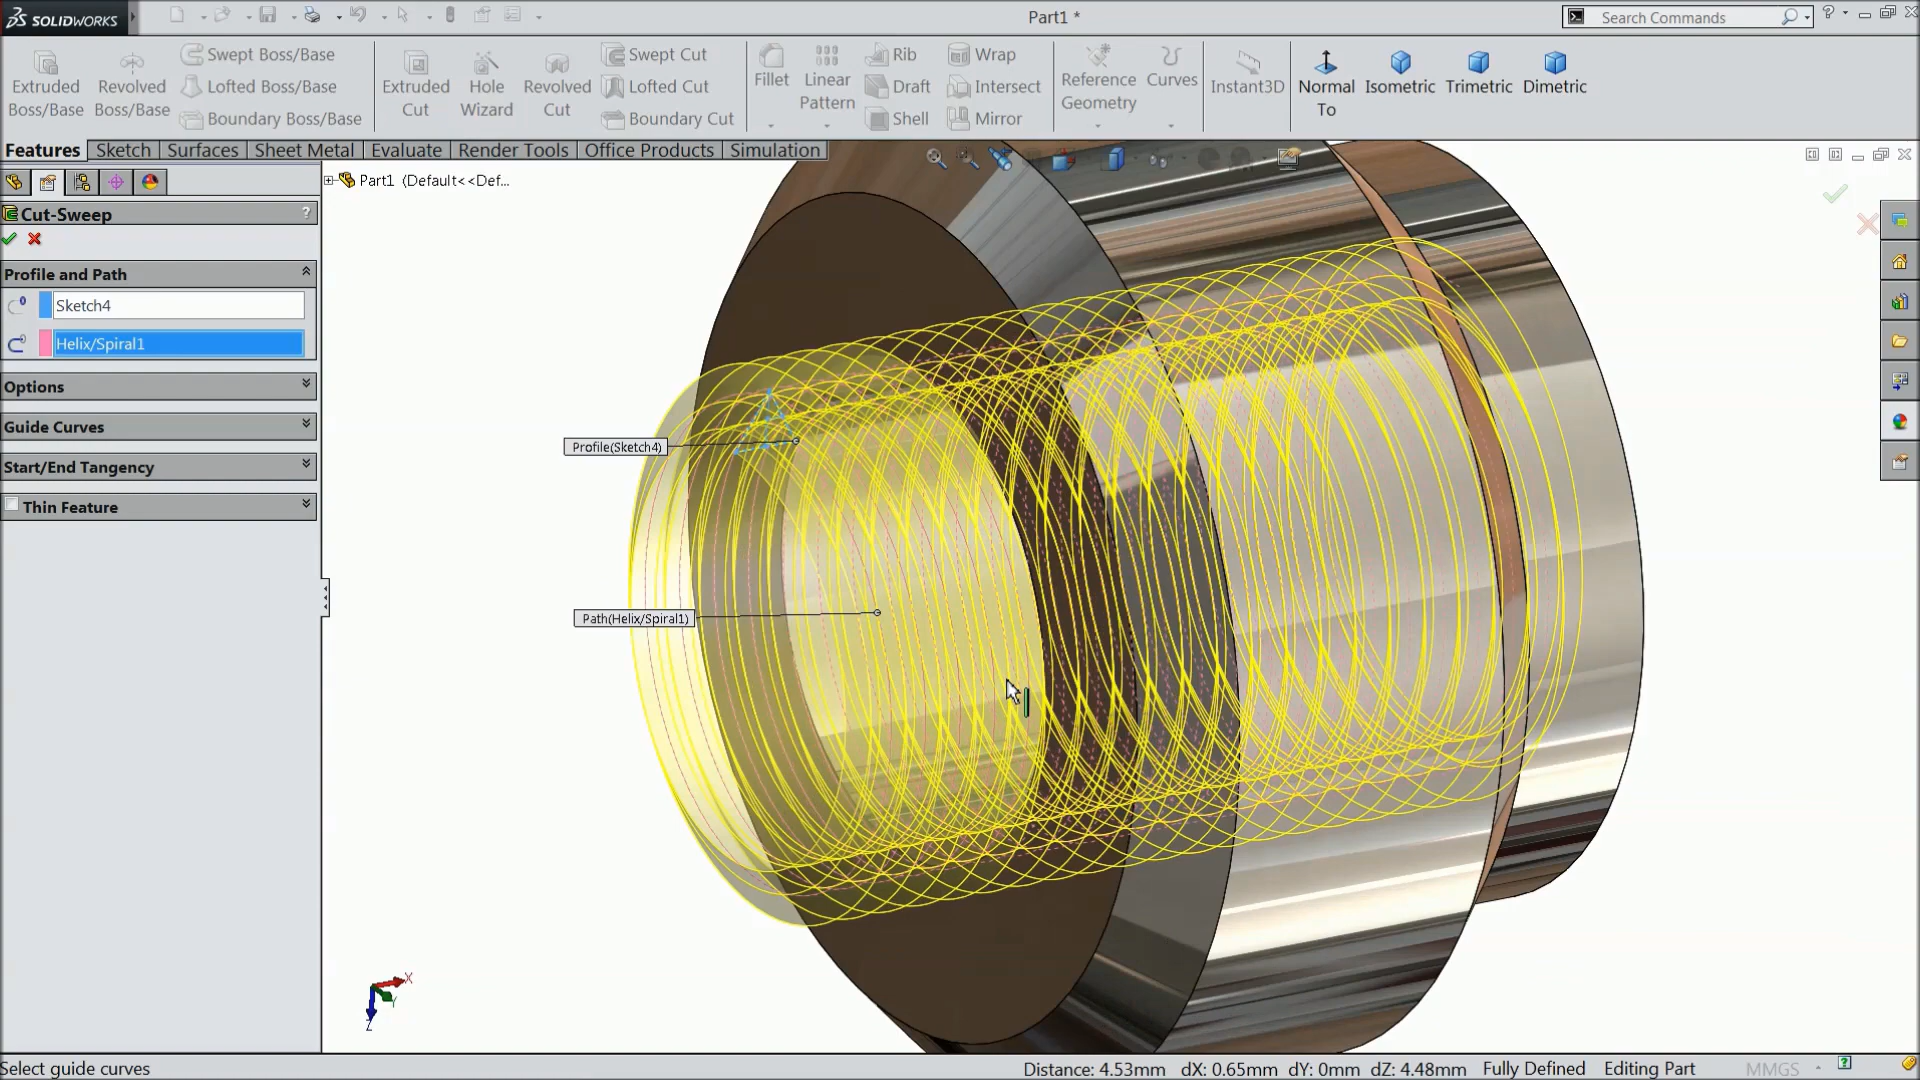 SOLIDWORKS
Part1 *
Search Commands
Extruded Boss/Base
Revolved Boss/Base
Swept Boss/Base
Lofted Boss/Base
Boundary Boss/Base
Extruded Cut
Hole Wizard
Revolved Cut
Swept Cut
Lofted Cut
Boundary Cut
Fillet
Linear Pattern
Rib
Draft
Shell
Wrap
Intersect
Mirror
Reference Geometry
Curves
Instant3D
Normal To
Isometric
Trimetric
Dimetric
Features
Sketch
Surfaces
Sheet Metal
Evaluate
Render Tools
Office Products
Simulation
Part1 (Default<<Def...
Cut-Sweep
?
Profile and Path
Sketch4
Helix/Spiral1
Options
Guide Curves
Start/End Tangency
Thin Feature
Profile(Sketch4)
Path(Helix/Spiral1)
X
Y
Z
Select guide curves
Distance: 4.53mm dX: 0.65mm dY: 0mm dZ: 4.48mm Fully Defined Editing Part MMGS